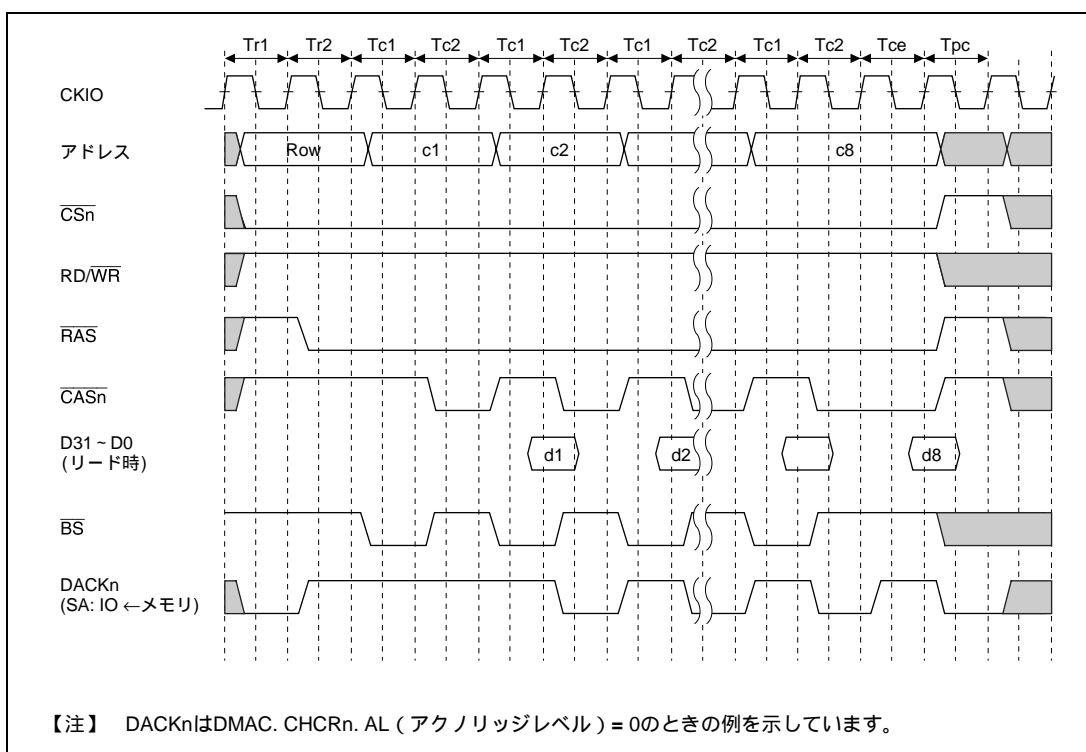 Tr1 Tr2 Tc1 Tc2 Tc1 Tc2 Tc1 Tc2 Tc1 Tc2 Tce Tpc
CKIO
アドレス Row c1 c2 c8
CSn
RD/WR
RAS
CASn
D31 ~ D0
(リード時) d1 d2 d8
BS
DACKn
(SA: IO ←メモリ)
【注】 DACKnはDMAC. CHCRn. AL ( アクノリッジレベル ) = 0のときの例を示しています。